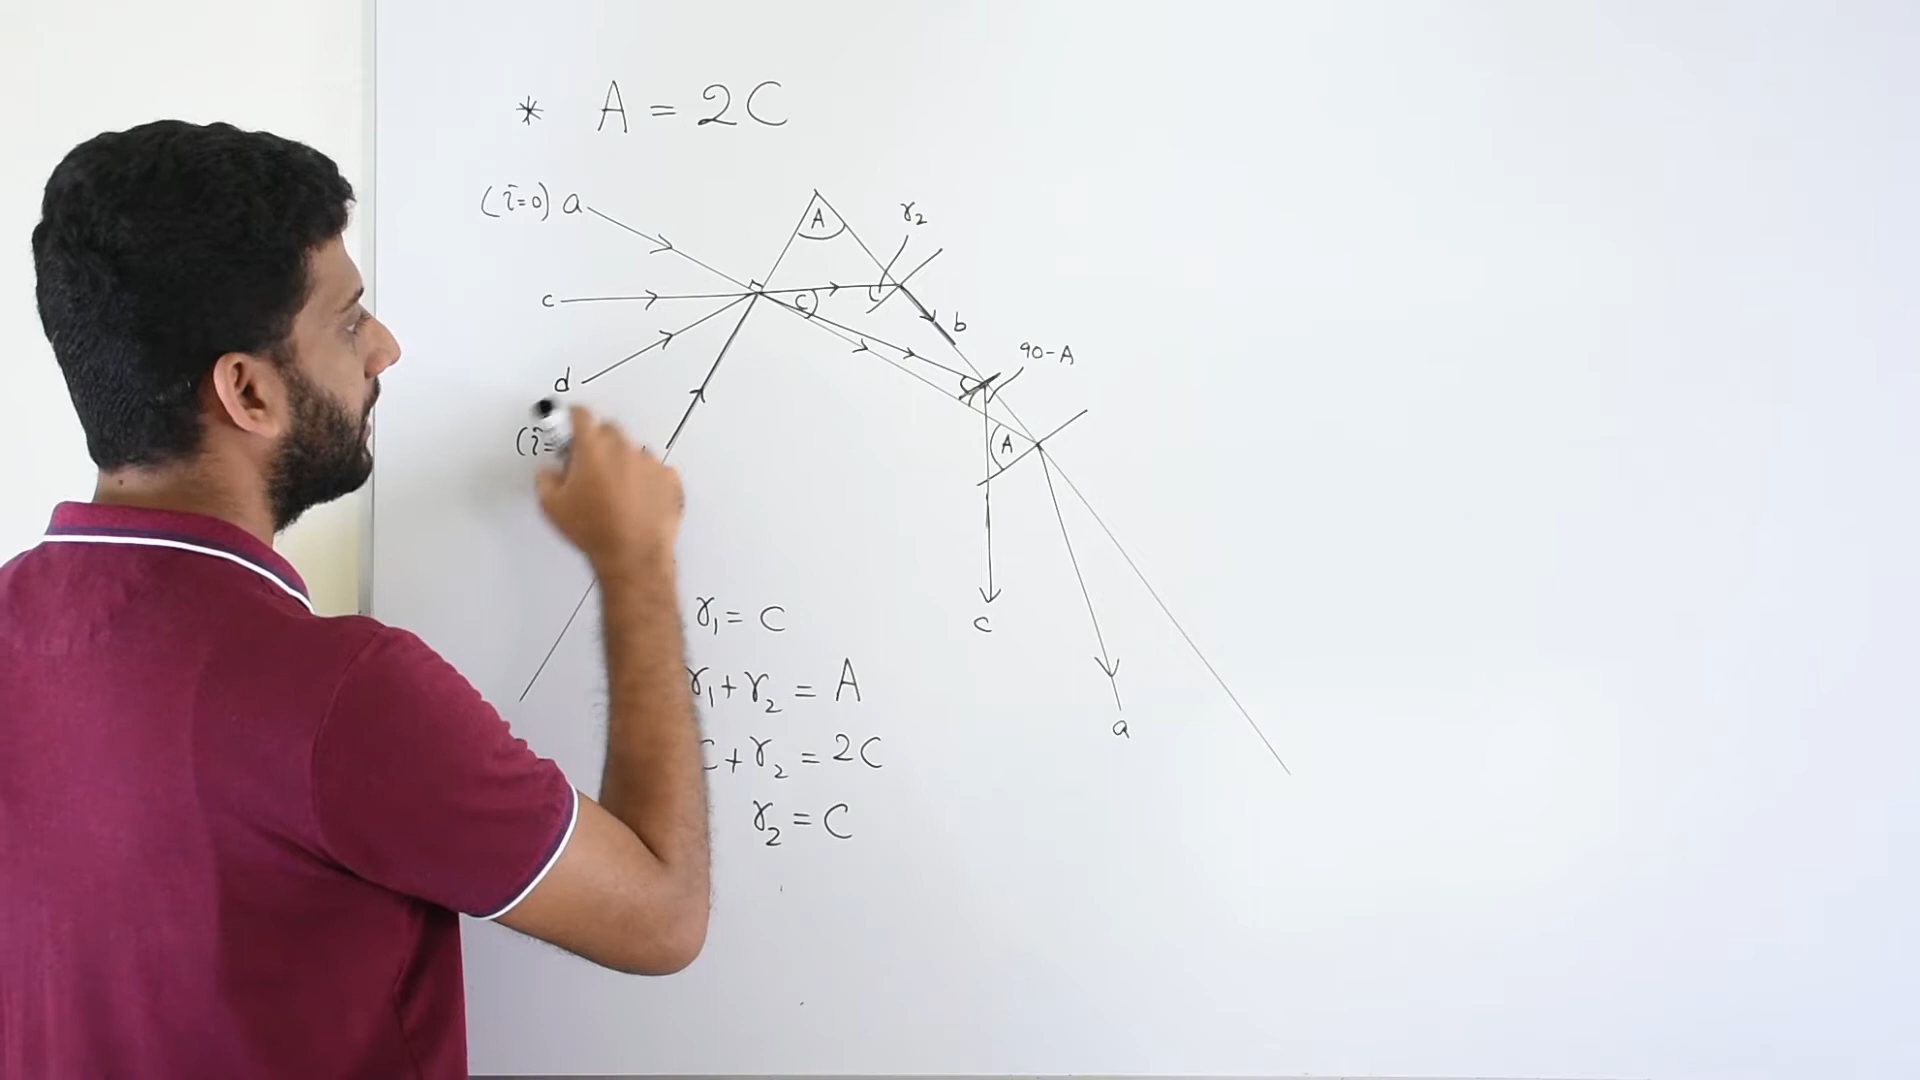 * A = 2C
(i=0) a
A
r₂
c
C
b
90-A
d
(i=
A
r₁ = C
r₁+r₂ = A
C+r₂ = 2C
r₂ = C
c
a